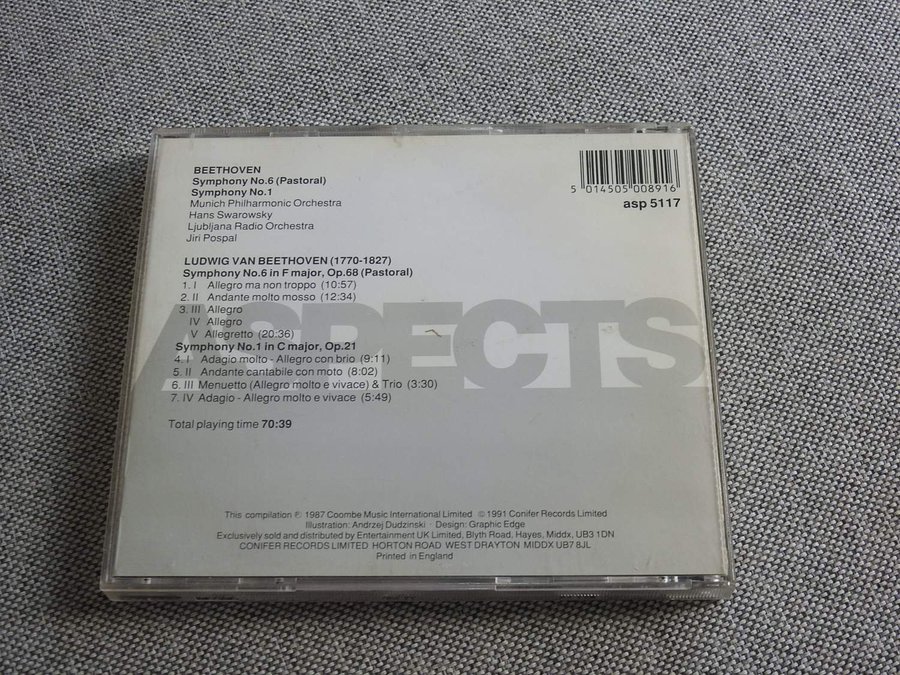 BEETHOVEN
Symphony No.6 (Pastoral)
Symphony No.1
Munich Philharmonic Orchestra
Hans Swarowsky
Ljubljana Radio Orchestra
Jiri Pospal
5 014505 008916
asp 5117
LUDWIG VAN BEETHOVEN (1770-1827)
Symphony No.6 in F major, Op.68 (Pastoral)
1. I Allegro ma non troppo (10:57)
2. II Andante molto mosso (12:34)
3. III Allegro
IV Allegro
V Allegretto (20:36)
ASPECTS
Symphony No.1 in C major, Op.21
4. I Adagio molto - Allegro con brio (9:11)
5. II Andante cantabile con moto (8:02)
6. III Menuetto (Allegro molto e vivace) & Trio (3:30)
7. IV Adagio - Allegro molto e vivace (5:49)
Total playing time 70:39
This compilation ℗ 1987 Coombe Music International Limited © 1991 Conifer Records Limited
Illustration: Andrzej Dudzinski · Design: Graphic Edge
Exclusively sold and distributed by Entertainment UK Limited, Blyth Road, Hayes, Middx, UB3 1DN
CONIFER RECORDS LIMITED HORTON ROAD WEST DRAYTON MIDDX UB7 8JL
Printed in England